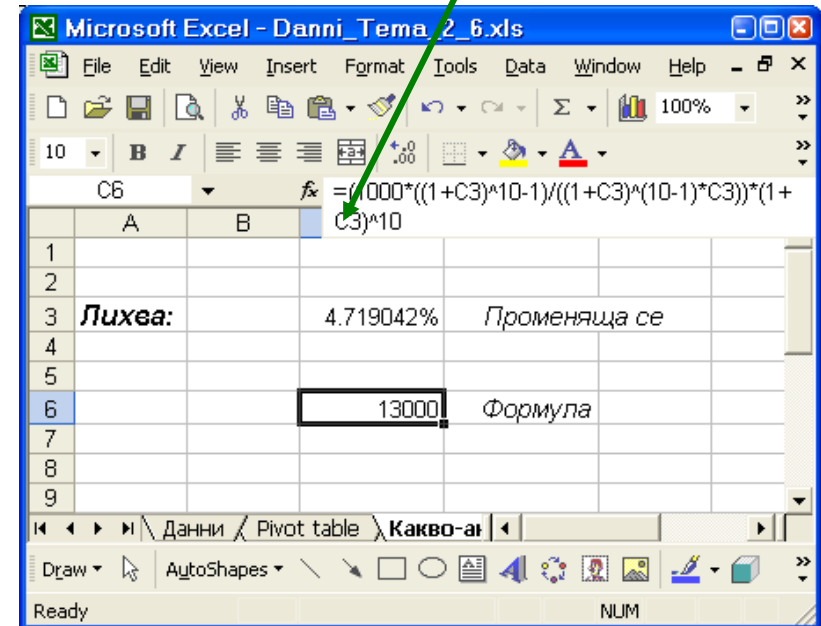 Microsoft Excel - Danni_Tema_2_6.xls
File Edit View Insert Format Tools Data Window Help
Σ 100%
10 B I A
C6 fx =(1000*((1+C3)^10-1)/((1+C3)^(10-1)*C3))*(1+
C3)^10
A B
1
2
3 Лихва: 4.719042% Променяща се
4
5
6 13000 Формула
7
8
9
Данни Pivot table Какво-ан
Draw AutoShapes
Ready NUM